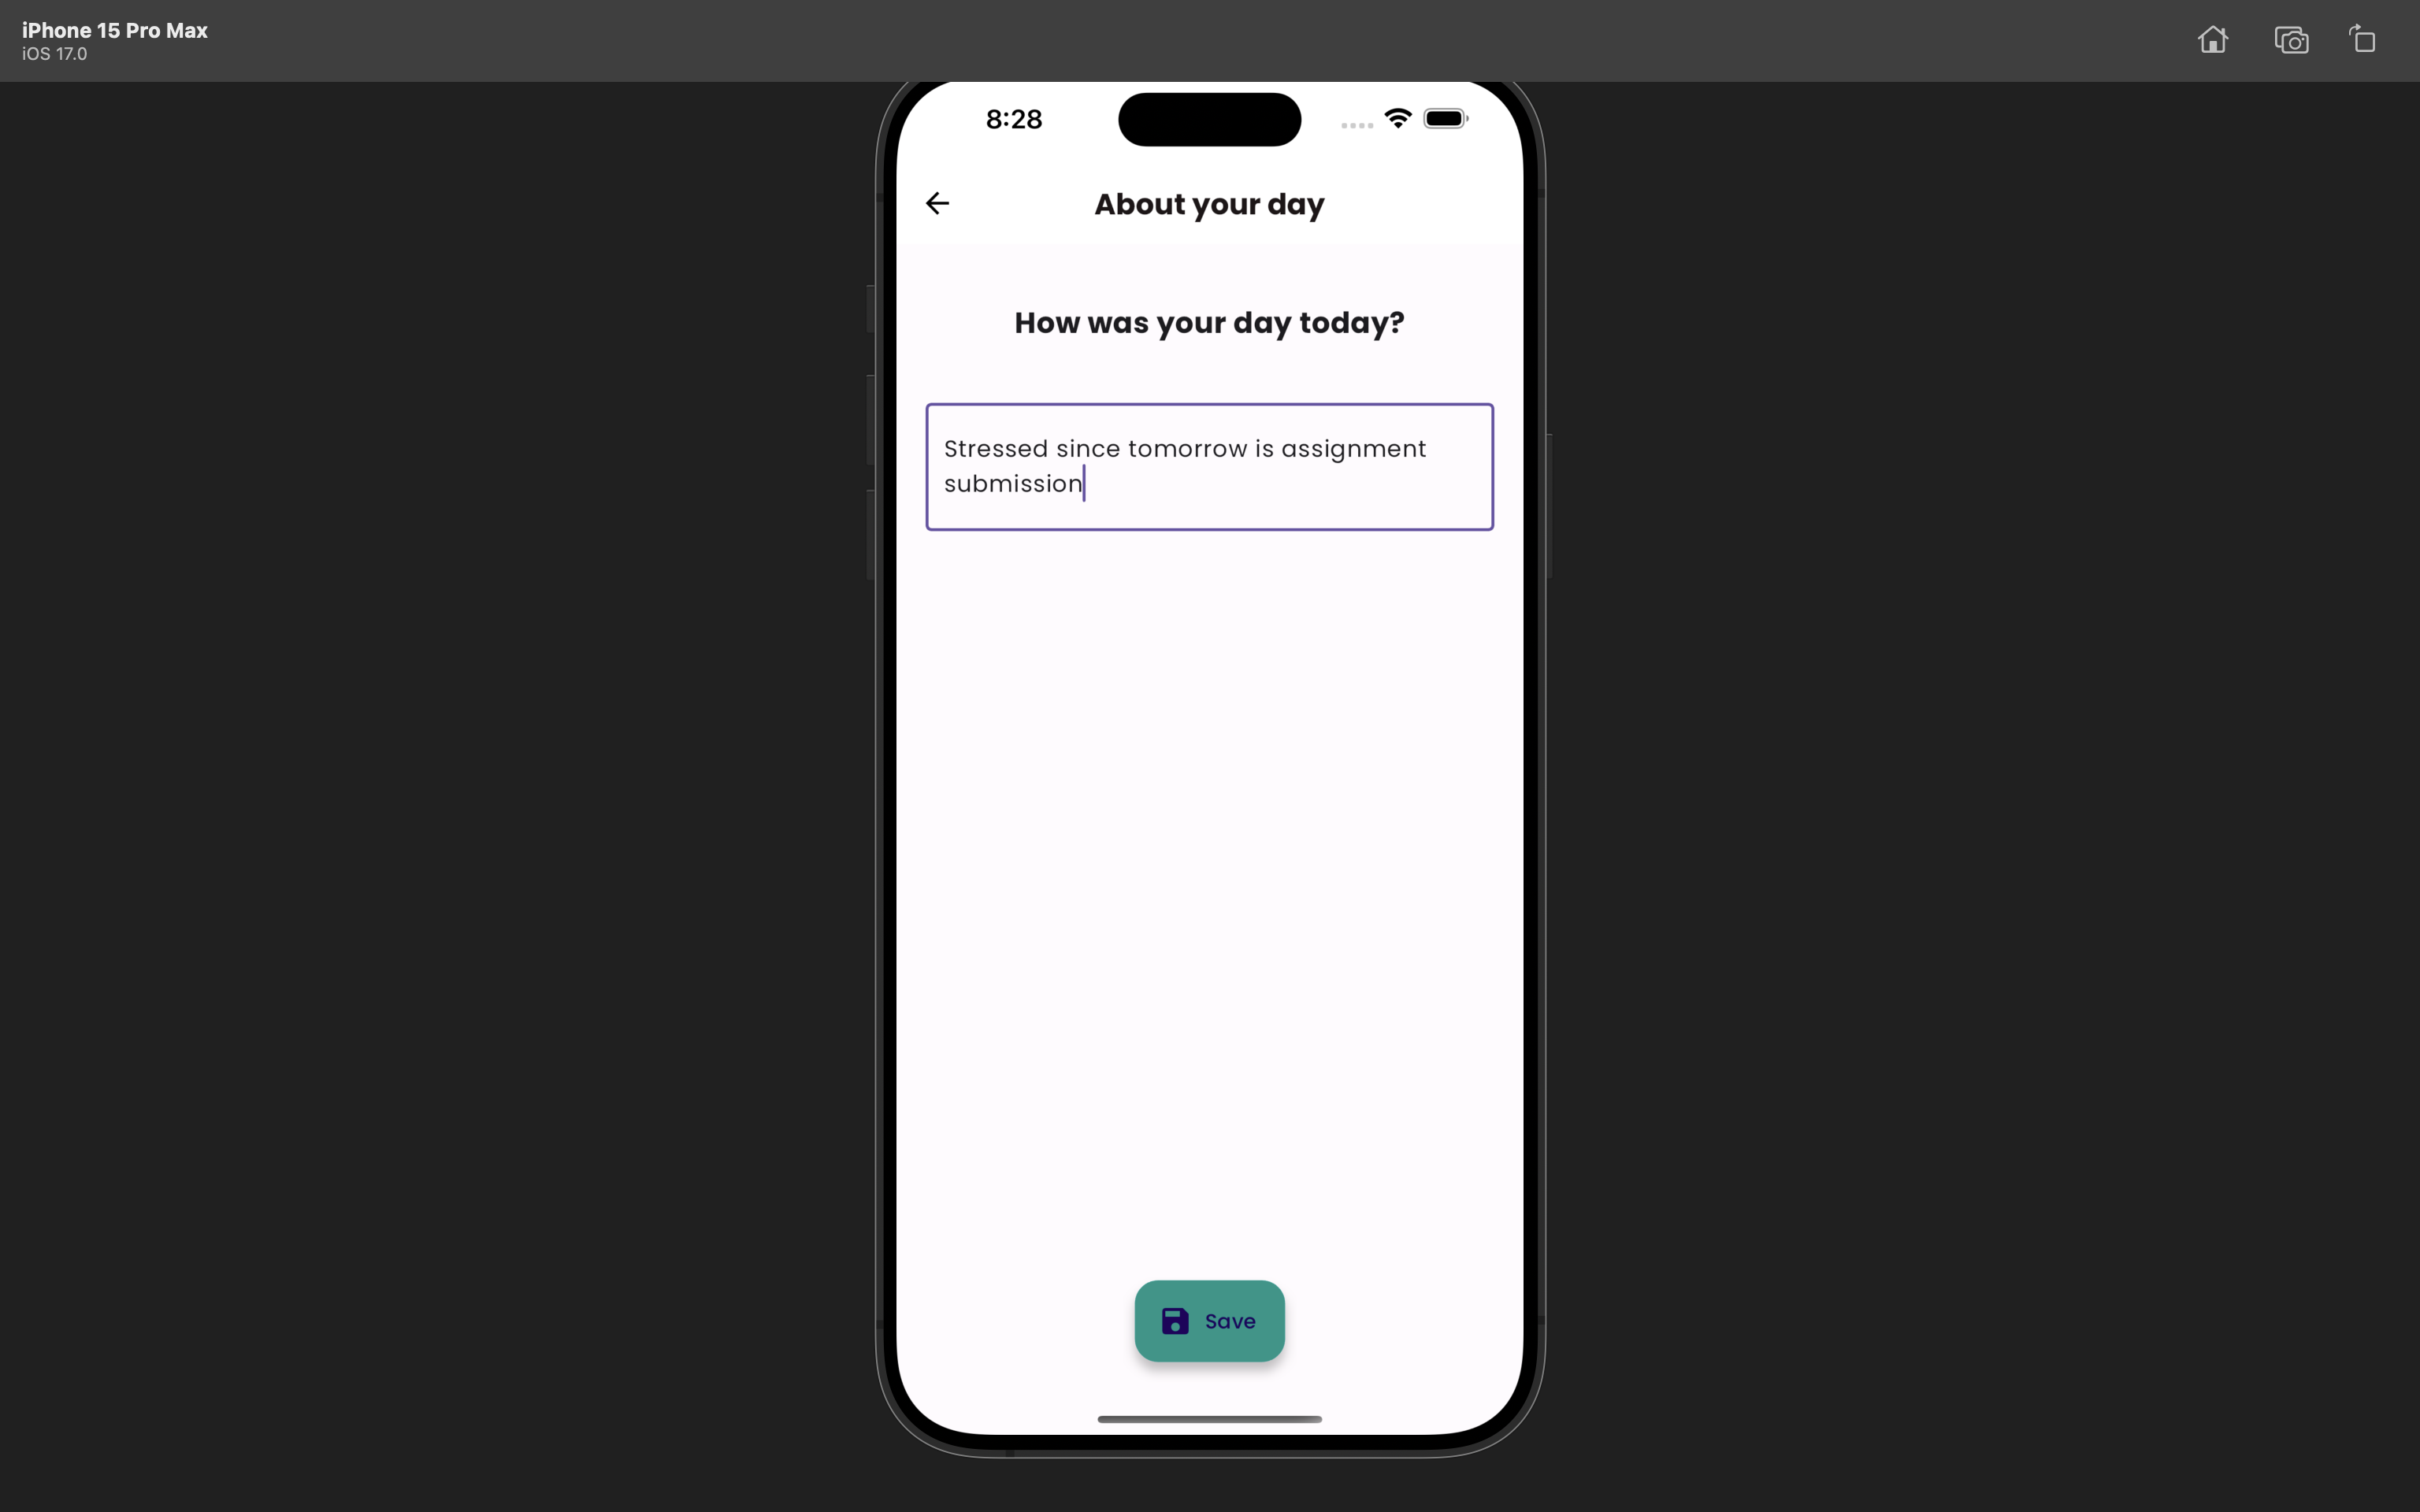 iPhone 15 Pro Max
iOS 17.0
8:28
About your day
How was your day today?
Stressed since tomorrow is assignment
submission
Save